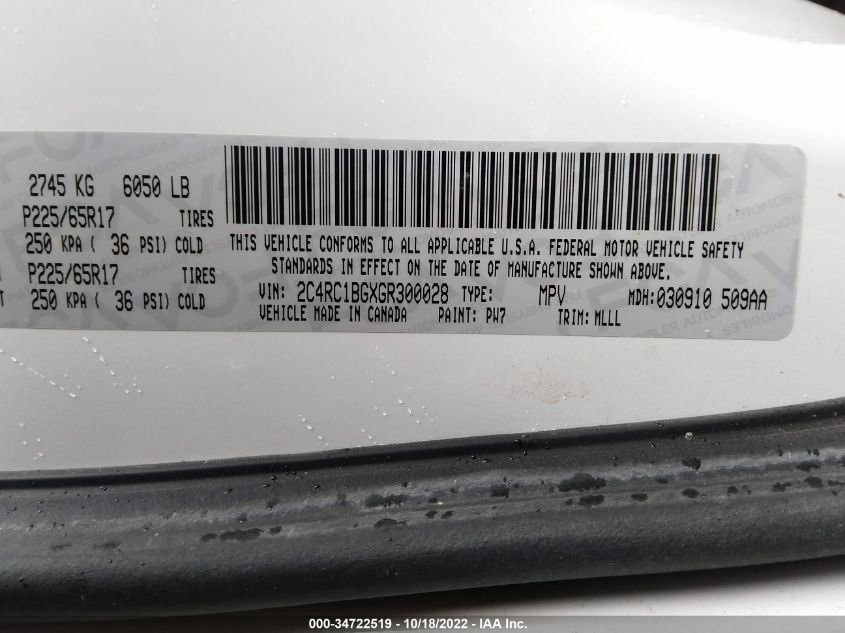 2745 KG 6050 LB
P225/65R17 TIRES
250 KPA ( 36 PSI) COLD
P225/65R17 TIRES
250 KPA ( 36 PSI) COLD
THIS VEHICLE CONFORMS TO ALL APPLICABLE U.S.A. FEDERAL MOTOR VEHICLE SAFETY
STANDARDS IN EFFECT ON THE DATE OF MANUFACTURE SHOWN ABOVE.
VIN: 2C4RC1BGXGR300028 TYPE: MPV MDH: 030910 509AA
VEHICLE MADE IN CANADA PAINT: PW7 TRIM: MLLL
000-34722519 - 10/18/2022 - IAA Inc.